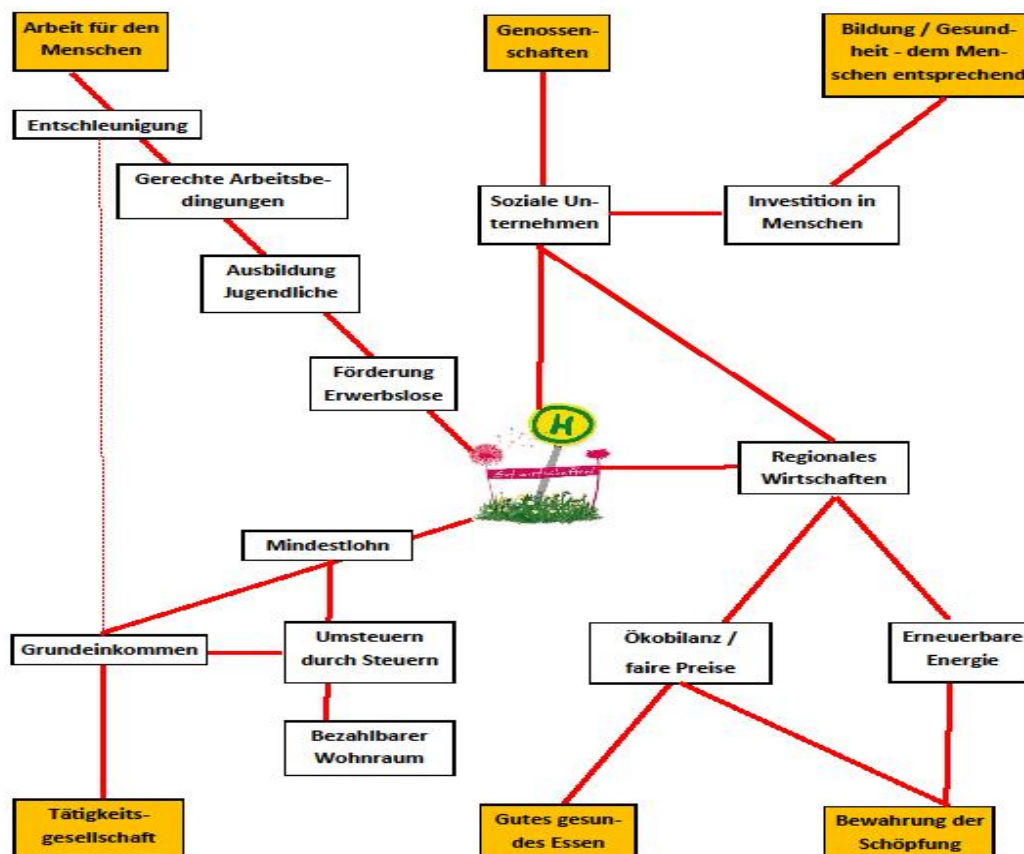 Arbeit für den
Menschen
Genossen-
schaften
Bildung / Gesund-
heit - dem Men-
schen entsprechend
Entschleunigung
Gerechte Arbeitsbe-
dingungen
Soziale Un-
ternehmen
Investition in
Menschen
Ausbildung
Jugendliche
Förderung
Erwerbslose
H
Regionales
Wirtschaften
Mindestlohn
Grundeinkommen
Umsteuern
durch Steuern
Ökobilanz /
faire Preise
Erneuerbare
Energie
Bezahlbarer
Wohnraum
Tätigkeits-
gesellschaft
Gutes gesun-
des Essen
Bewahrung der
Schöpfung